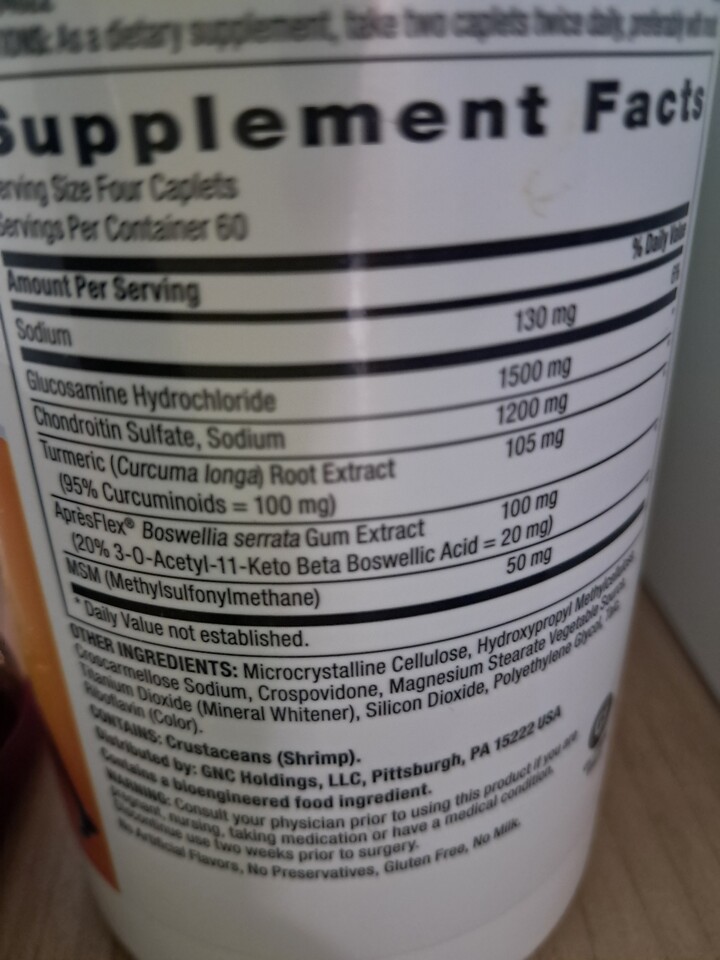 As a dietary supplement, take two caplets twice daily, preferably with
Supplement Facts
Serving Size Four Caplets
Servings Per Container 60
% Daily Value
Amount Per Serving
Sodium 130 mg 6%
Glucosamine Hydrochloride 1500 mg *
Chondroitin Sulfate, Sodium 1200 mg *
Turmeric (Curcuma longa) Root Extract 105 mg *
(95% Curcuminoids = 100 mg)
AprèsFlex® Boswellia serrata Gum Extract 100 mg *
(20% 3-O-Acetyl-11-Keto Beta Boswellic Acid = 20 mg)
MSM (Methylsulfonylmethane) 50 mg *
* Daily Value not established.
OTHER INGREDIENTS: Microcrystalline Cellulose, Hydroxypropyl Methylcellulose,
Croscarmellose Sodium, Crospovidone, Magnesium Stearate Vegetable Source,
Titanium Dioxide (Mineral Whitener), Silicon Dioxide, Polyethylene Glycol, Talc,
Riboflavin (Color).
CONTAINS: Crustaceans (Shrimp).
Distributed by: GNC Holdings, LLC, Pittsburgh, PA 15222 USA
Contains a bioengineered food ingredient.
WARNING: Consult your physician prior to using this product if you are
pregnant, nursing, taking medication or have a medical condition.
Discontinue use two weeks prior to surgery.
No Artificial Flavors, No Preservatives, Gluten Free, No Milk.